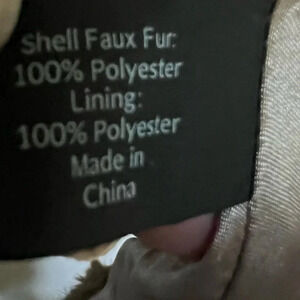 Shell Faux Fur:
100% Polyester
Lining:
100% Polyester
Made in
China